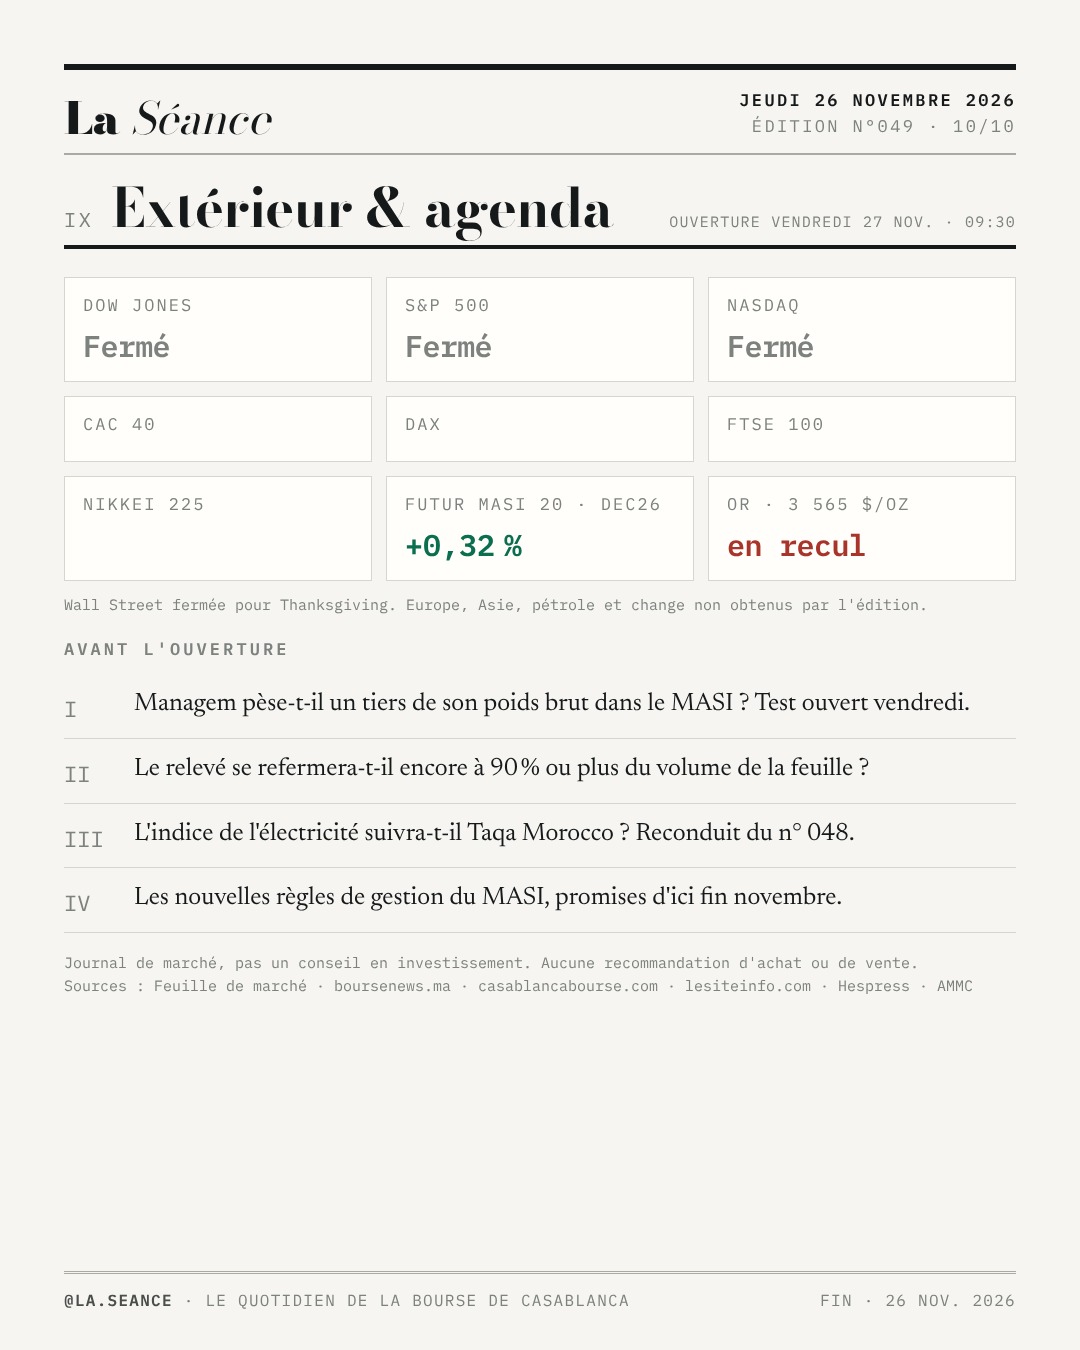 La Séance
JEUDI 26 NOVEMBRE 2026
ÉDITION N°049 · 10/10
IX Extérieur & agenda
OUVERTURE VENDREDI 27 NOV. · 09:30
DOW JONES
Fermé
S&P 500
Fermé
NASDAQ
Fermé
CAC 40
DAX
FTSE 100
NIKKEI 225
FUTUR MASI 20 · DEC26
+0,32 %
OR · 3 565 $/OZ
en recul
Wall Street fermée pour Thanksgiving. Europe, Asie, pétrole et change non obtenus par l'édition.
AVANT L'OUVERTURE
I Managem pèse-t-il un tiers de son poids brut dans le MASI ? Test ouvert vendredi.
II Le relevé se refermera-t-il encore à 90 % ou plus du volume de la feuille ?
III L'indice de l'électricité suivra-t-il Taqa Morocco ? Reconduit du n° 048.
IV Les nouvelles règles de gestion du MASI, promises d'ici fin novembre.
Journal de marché, pas un conseil en investissement. Aucune recommandation d'achat ou de vente.
Sources : Feuille de marché · boursenews.ma · casablancabourse.com · lesiteinfo.com · Hespress · AMMC
@LA.SEANCE · LE QUOTIDIEN DE LA BOURSE DE CASABLANCA
FIN · 26 NOV. 2026